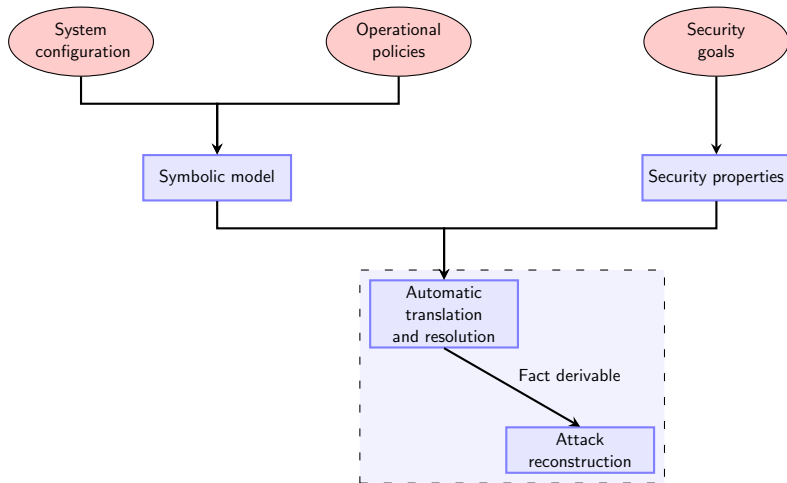 System
configuration
Operational
policies
Security
goals
Symbolic model
Security properties
Automatic
translation
and resolution
Fact derivable
Attack
reconstruction